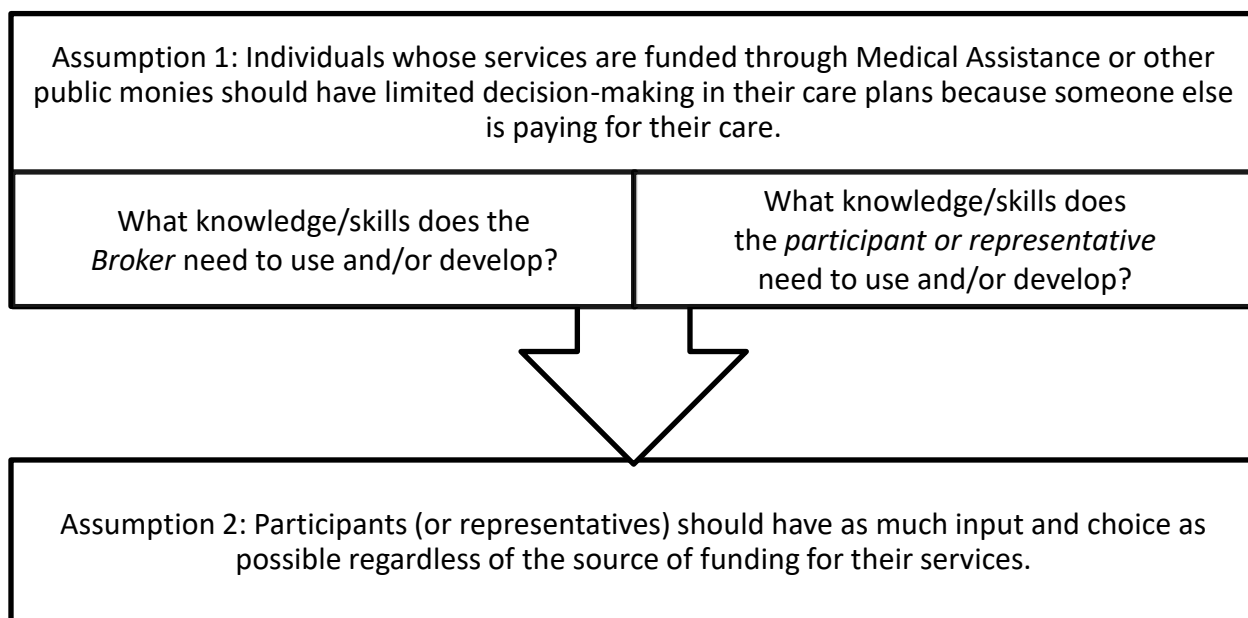 Assumption 1: Individuals whose services are funded through Medical Assistance or other
public monies should have limited decision-making in their care plans because someone else
is paying for their care.
What knowledge/skills does the
Broker need to use and/or develop?
What knowledge/skills does
the participant or representative
need to use and/or develop?
Assumption 2: Participants (or representatives) should have as much input and choice as
possible regardless of the source of funding for their services.